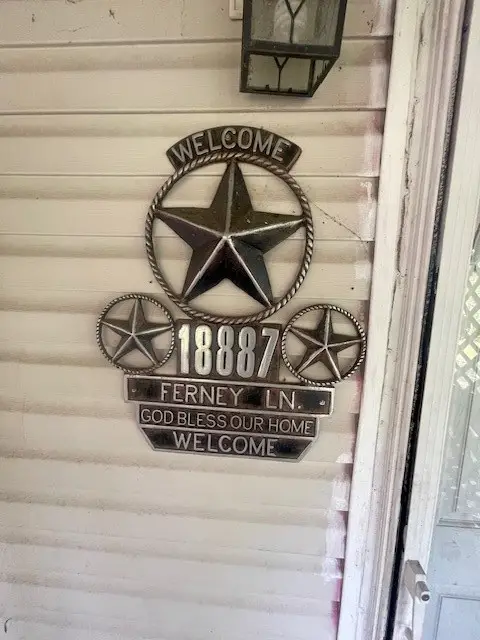 WELCOME
18887
FERNEY LN.
GOD BLESS OUR HOME
WELCOME